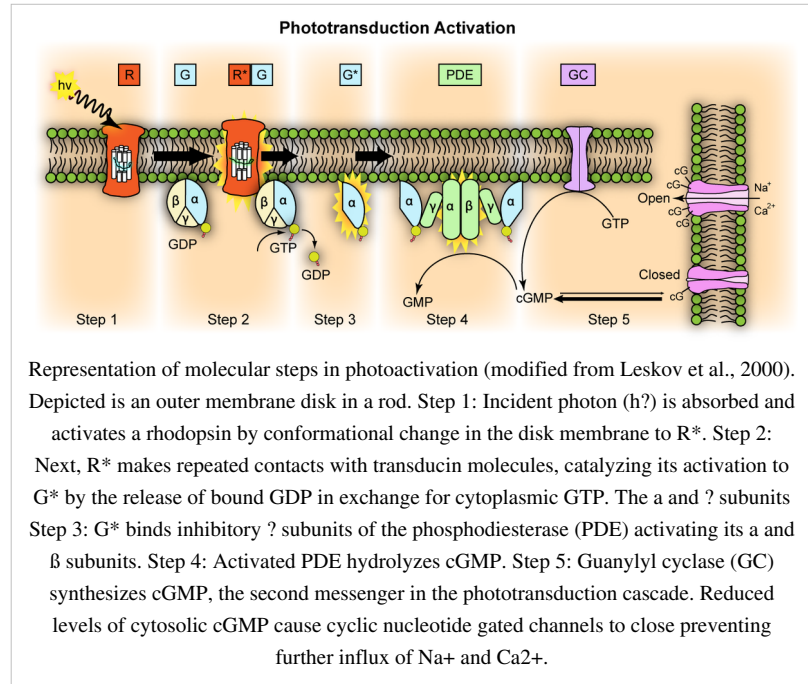 Phototransduction Activation
hν
R
G
R* G
G*
PDE
GC
β α
γ
GDP
β α
γ
GTP
GDP
α
α γ α β γ α
GTP
GMP
cGMP
cG
cG
Open
cG
cG
Na⁺
Ca²⁺
Closed
cG
Step 1
Step 2
Step 3
Step 4
Step 5
Representation of molecular steps in photoactivation (modified from Leskov et al., 2000).
Depicted is an outer membrane disk in a rod. Step 1: Incident photon (h?) is absorbed and
activates a rhodopsin by conformational change in the disk membrane to R*. Step 2:
Next, R* makes repeated contacts with transducin molecules, catalyzing its activation to
G* by the release of bound GDP in exchange for cytoplasmic GTP. The a and ? subunits
Step 3: G* binds inhibitory ? subunits of the phosphodiesterase (PDE) activating its a and
ß subunits. Step 4: Activated PDE hydrolyzes cGMP. Step 5: Guanylyl cyclase (GC)
synthesizes cGMP, the second messenger in the phototransduction cascade. Reduced
levels of cytosolic cGMP cause cyclic nucleotide gated channels to close preventing
further influx of Na+ and Ca2+.